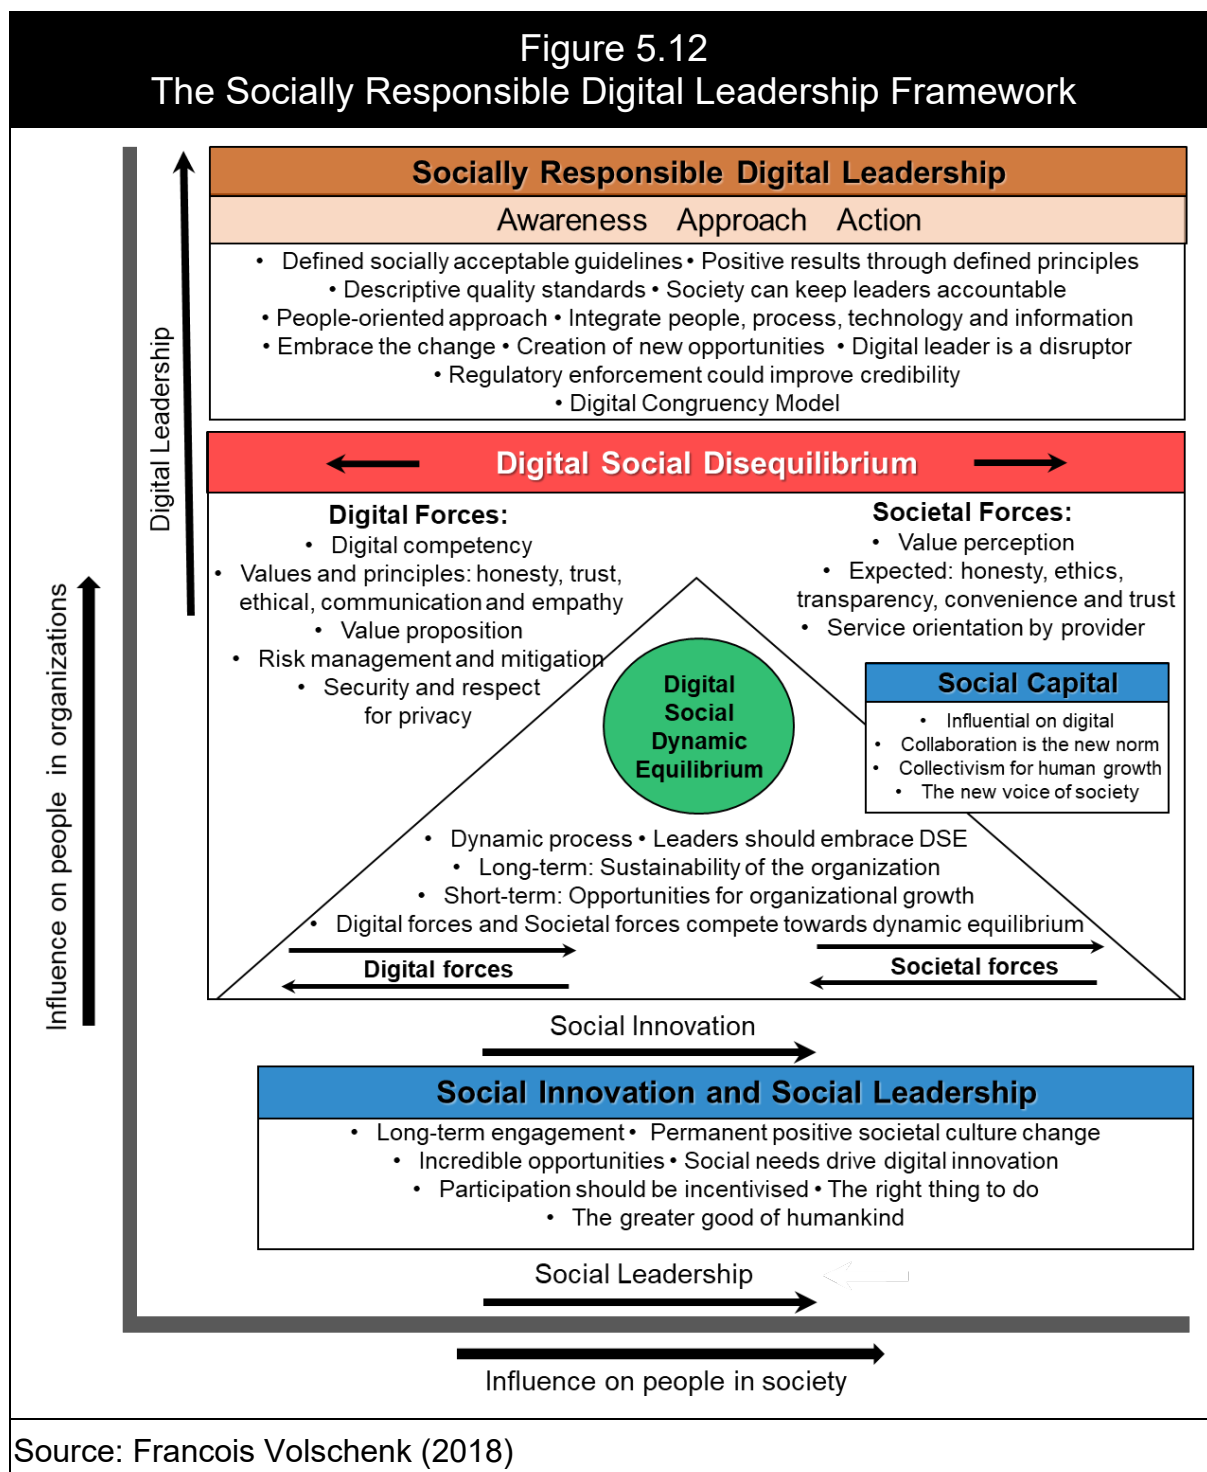 Figure 5.12
The Socially Responsible Digital Leadership Framework
Socially Responsible Digital Leadership
Awareness Approach Action
• Defined socially acceptable guidelines • Positive results through defined principles
• Descriptive quality standards • Society can keep leaders accountable
• People-oriented approach • Integrate people, process, technology and information
• Embrace the change • Creation of new opportunities • Digital leader is a disruptor
• Regulatory enforcement could improve credibility
• Digital Congruency Model
Digital Leadership
Influence on people in organizations
Digital Social Disequilibrium
Digital Forces:
• Digital competency
• Values and principles: honesty, trust,
ethical, communication and empathy
• Value proposition
• Risk management and mitigation
• Security and respect
for privacy
Societal Forces:
• Value perception
• Expected: honesty, ethics,
transparency, convenience and trust
• Service orientation by provider
Social Capital
• Influential on digital
• Collaboration is the new norm
• Collectivism for human growth
• The new voice of society
Digital
Social
Dynamic
Equilibrium
• Dynamic process • Leaders should embrace DSE
• Long-term: Sustainability of the organization
• Short-term: Opportunities for organizational growth
• Digital forces and Societal forces compete towards dynamic equilibrium
Digital forces
Societal forces
Social Innovation
Social Innovation and Social Leadership
• Long-term engagement • Permanent positive societal culture change
• Incredible opportunities • Social needs drive digital innovation
• Participation should be incentivised • The right thing to do
• The greater good of humankind
Social Leadership
Influence on people in society
Source: Francois Volschenk (2018)